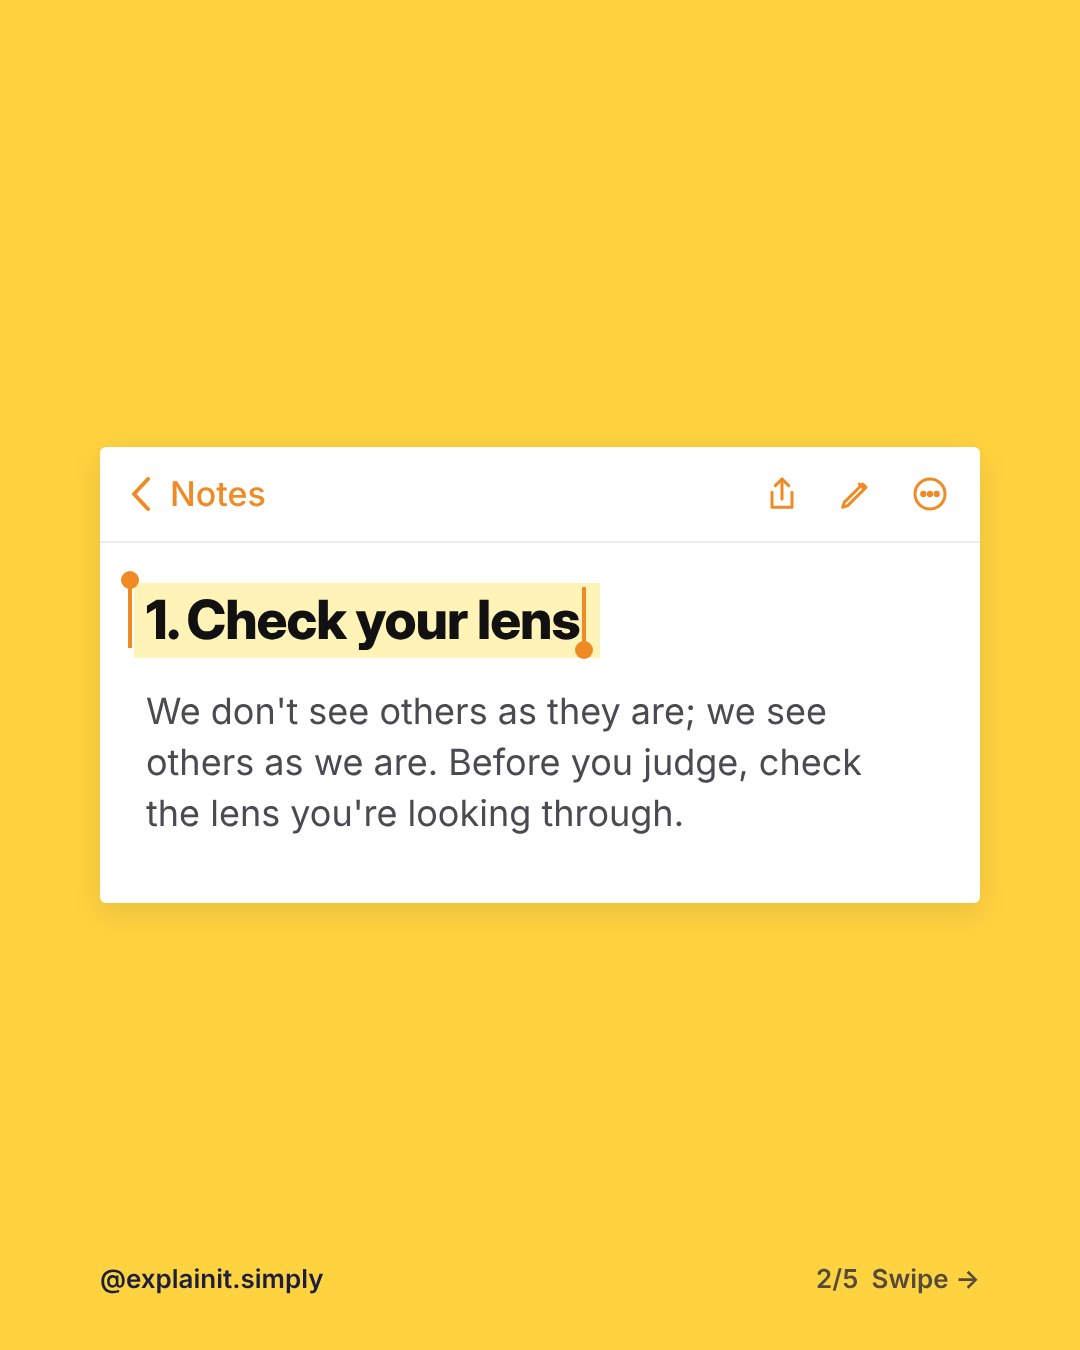 Notes
1. Check your lens
We don't see others as they are; we see
others as we are. Before you judge, check
the lens you're looking through.
@explainit.simply
2/5 Swipe →